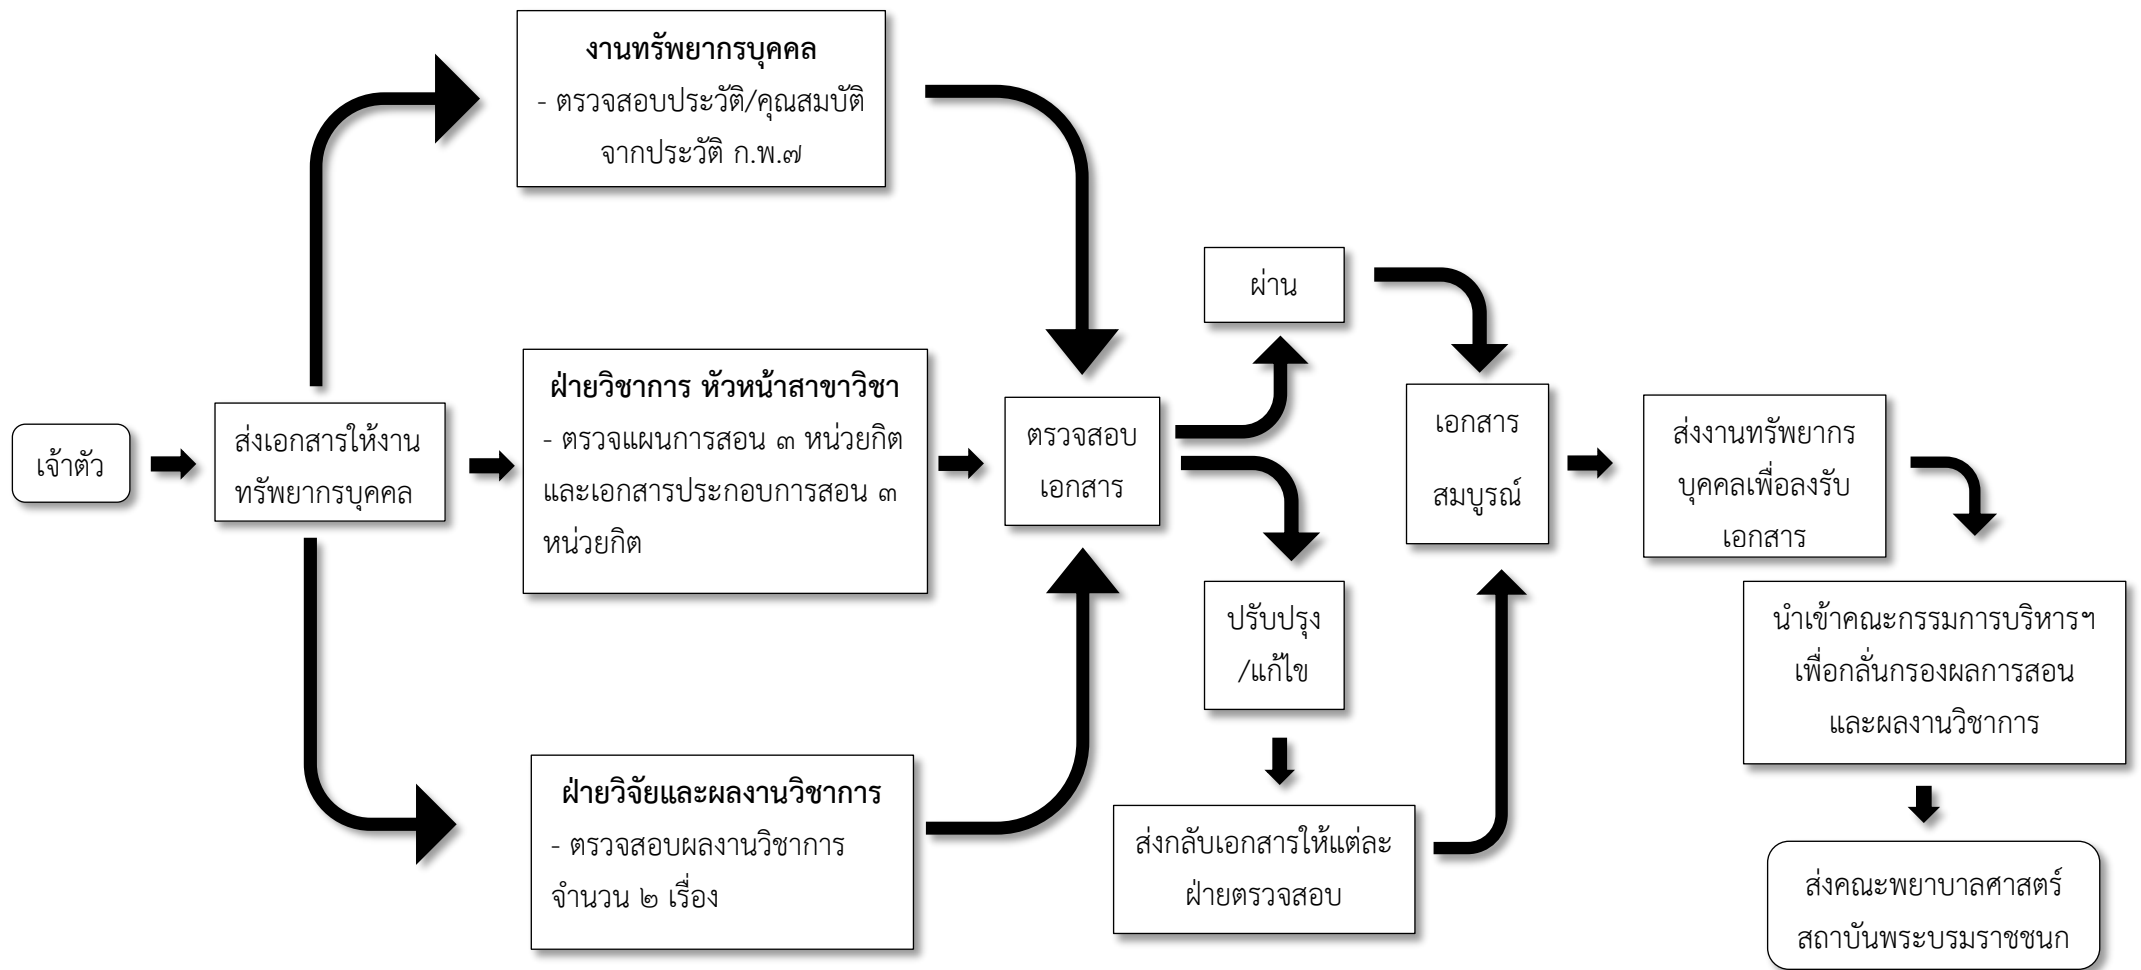 งานทรัพยากรบุคคล
- ตรวจสอบประวัติ/คุณสมบัติ
จากประวัติ ก.พ.๗
เจ้าตัว
ส่งเอกสารให้งาน
ทรัพยากรบุคคล
ฝ่ายวิชาการ หัวหน้าสาขาวิชา
- ตรวจแผนการสอน ๓ หน่วยกิต
และเอกสารประกอบการสอน ๓
หน่วยกิต
ฝ่ายวิจัยและผลงานวิชาการ
- ตรวจสอบผลงานวิชาการ
จำนวน ๒ เรื่อง
ตรวจสอบ
เอกสาร
ผ่าน
ปรับปรุง
/แก้ไข
ส่งกลับเอกสารให้แต่ละ
ฝ่ายตรวจสอบ
เอกสาร
สมบูรณ์
ส่งงานทรัพยากร
บุคคลเพื่อลงรับ
เอกสาร
นำเข้าคณะกรรมการบริหารฯ
เพื่อกลั่นกรองผลการสอน
และผลงานวิชาการ
ส่งคณะพยาบาลศาสตร์
สถาบันพระบรมราชชนก